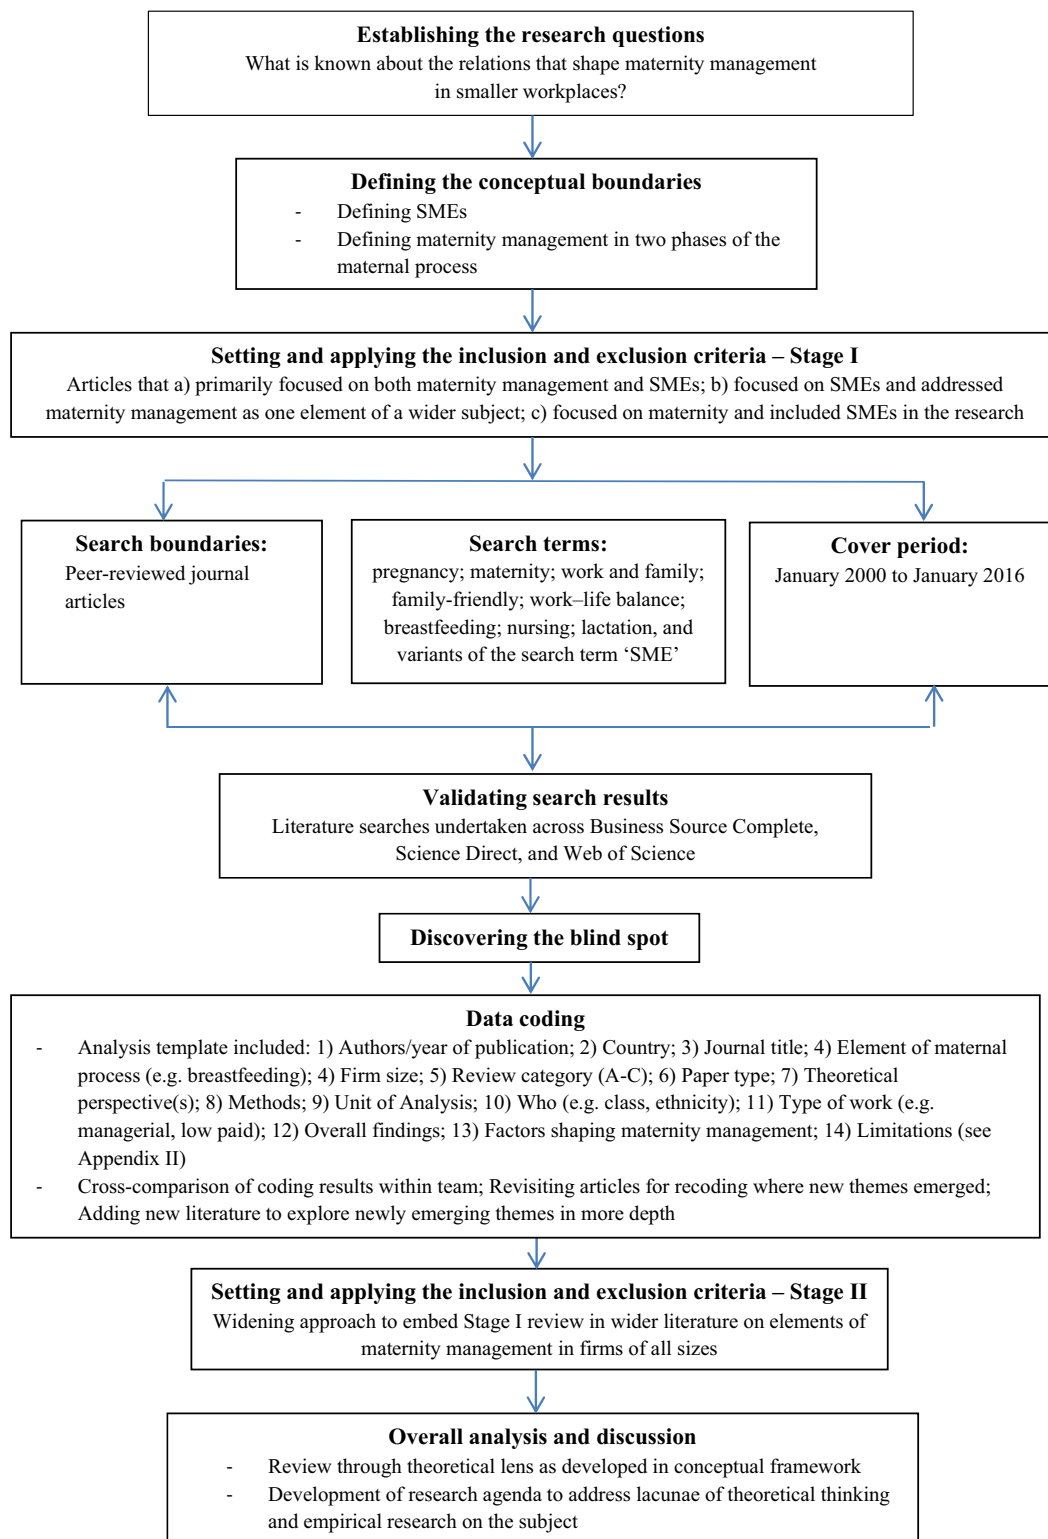 Establishing the research questions
What is known about the relations that shape maternity management
in smaller workplaces?
Defining the conceptual boundaries
- Defining SMEs
- Defining maternity management in two phases of the
maternal process
Setting and applying the inclusion and exclusion criteria – Stage I
Articles that a) primarily focused on both maternity management and SMEs; b) focused on SMEs and addressed
maternity management as one element of a wider subject; c) focused on maternity and included SMEs in the research
Search boundaries:
Peer-reviewed journal
articles
Search terms:
pregnancy; maternity; work and family;
family-friendly; work–life balance;
breastfeeding; nursing; lactation, and
variants of the search term ‘SME’
Cover period:
January 2000 to January 2016
Validating search results
Literature searches undertaken across Business Source Complete,
Science Direct, and Web of Science
Discovering the blind spot
Data coding
- Analysis template included: 1) Authors/year of publication; 2) Country; 3) Journal title; 4) Element of maternal
process (e.g. breastfeeding); 4) Firm size; 5) Review category (A-C); 6) Paper type; 7) Theoretical
perspective(s); 8) Methods; 9) Unit of Analysis; 10) Who (e.g. class, ethnicity); 11) Type of work (e.g.
managerial, low paid); 12) Overall findings; 13) Factors shaping maternity management; 14) Limitations (see
Appendix II)
- Cross-comparison of coding results within team; Revisiting articles for recoding where new themes emerged;
Adding new literature to explore newly emerging themes in more depth
Setting and applying the inclusion and exclusion criteria – Stage II
Widening approach to embed Stage I review in wider literature on elements of
maternity management in firms of all sizes
Overall analysis and discussion
- Review through theoretical lens as developed in conceptual framework
- Development of research agenda to address lacunae of theoretical thinking
and empirical research on the subject